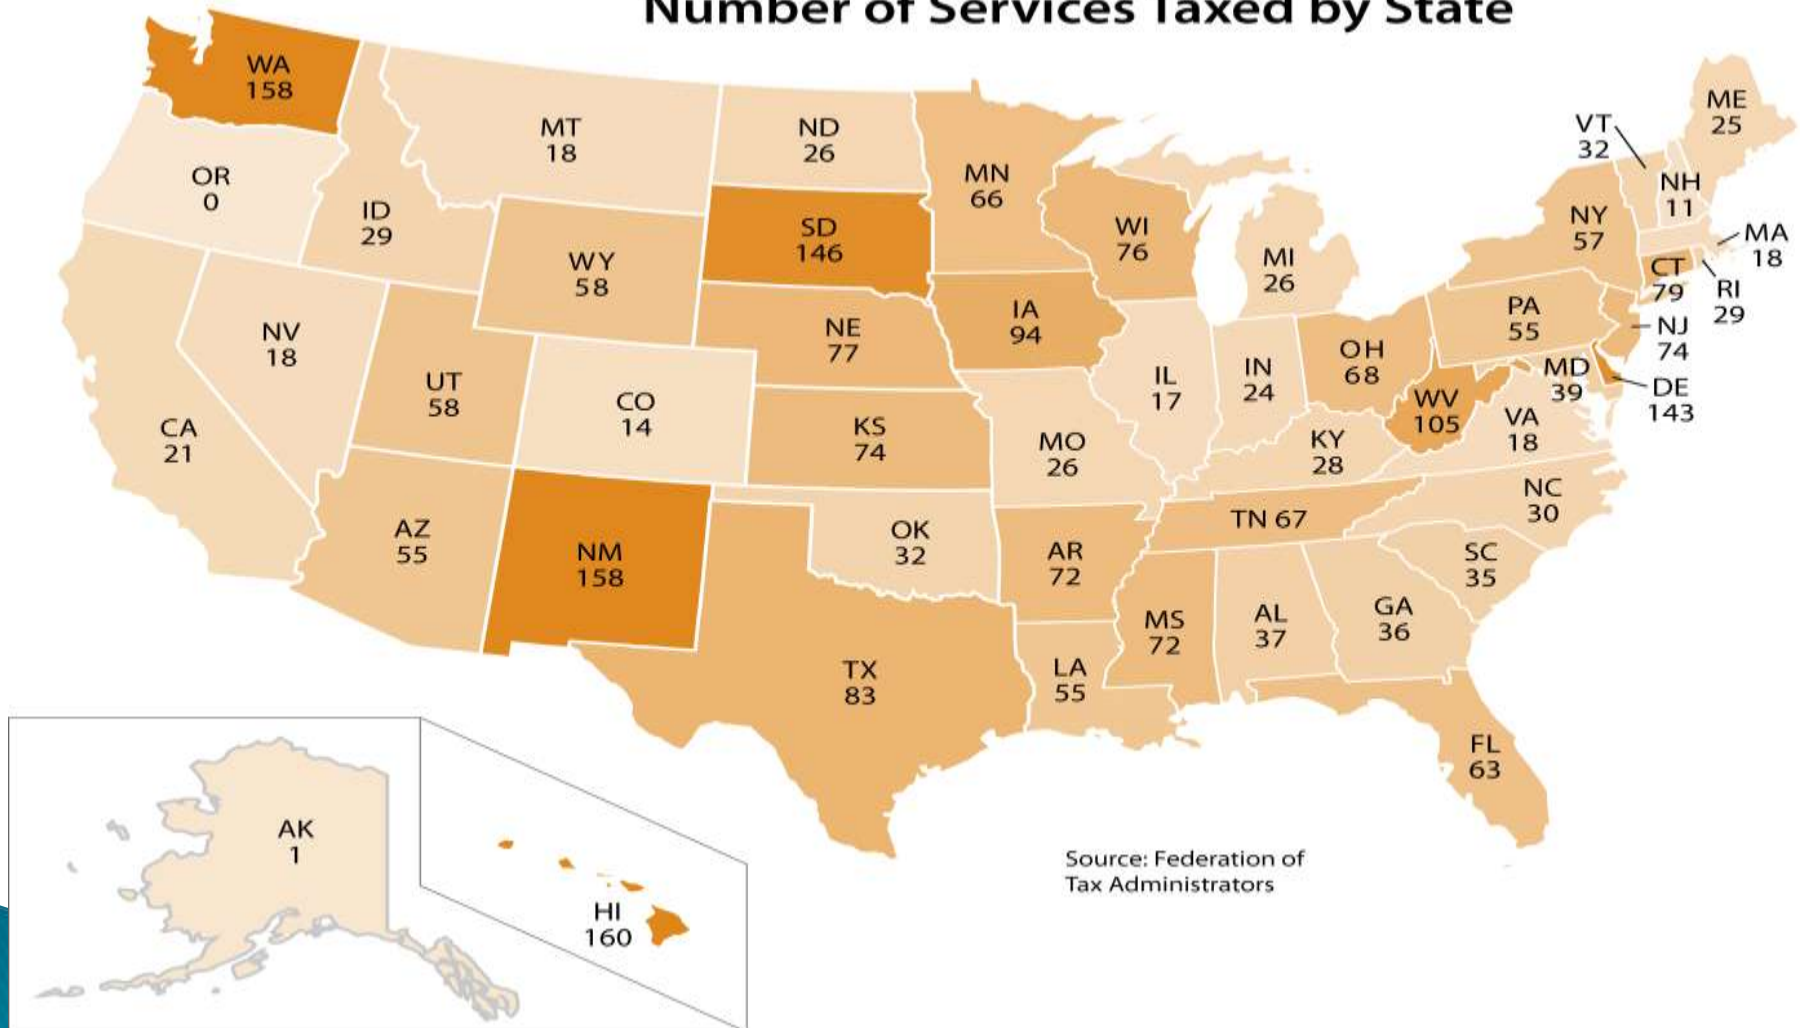 Number of Services Taxed by State
WA
158
OR
0
CA
21
NV
18
ID
29
MT
18
WY
58
UT
58
AZ
55
CO
14
NM
158
ND
26
SD
146
NE
77
KS
74
OK
32
TX
83
MN
66
IA
94
MO
26
AR
72
LA
55
WI
76
IL
17
MI
26
IN
24
OH
68
KY
28
TN 67
MS
72
AL
37
GA
36
FL
63
SC
35
NC
30
VA
18
WV
105
PA
55
NY
57
VT
32
NH
11
ME
25
MA
18
CT
79
RI
29
NJ
74
MD
39
DE
143
AK
1
HI
160
Source: Federation of
Tax Administrators